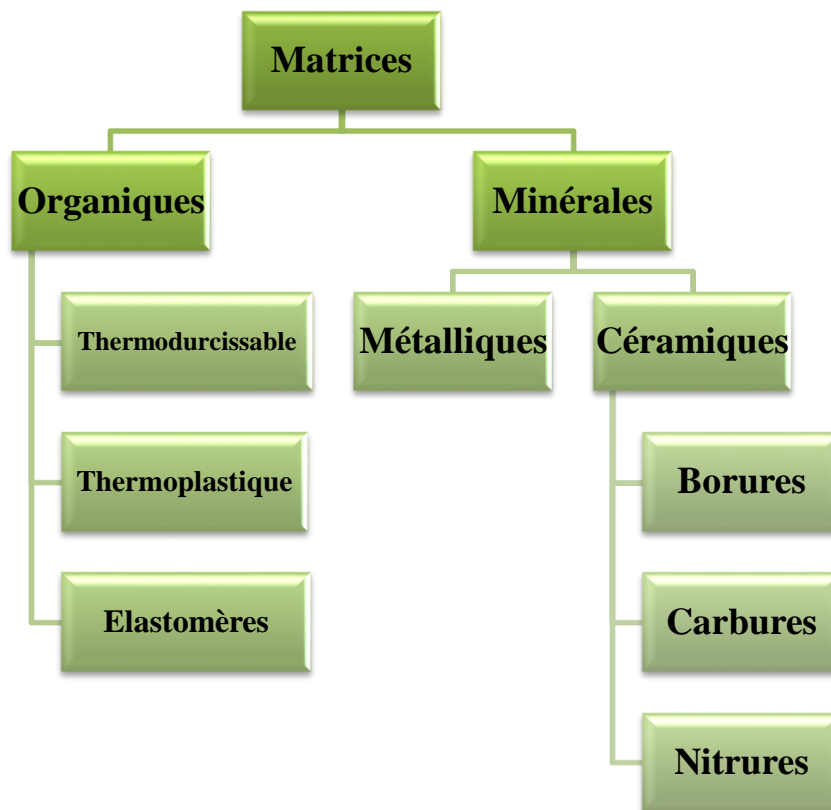 Matrices
Organiques
Minérales
Thermodurcissable
Métalliques
Céramiques
Thermoplastique
Borures
Elastomères
Carbures
Nitrures